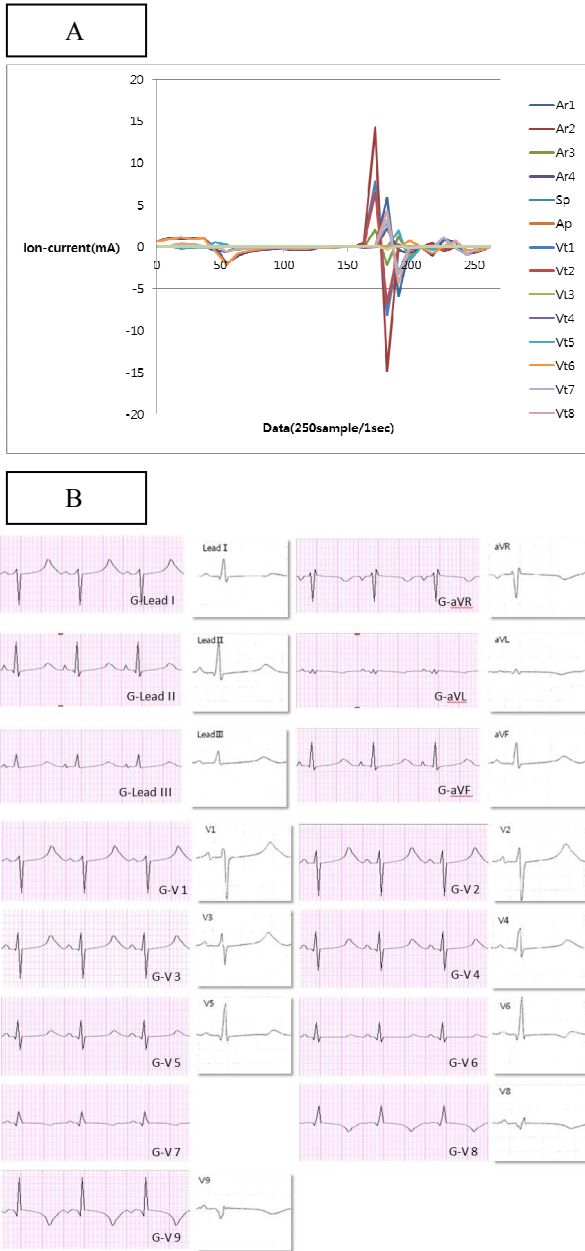 A
20
15
10
5
0
-5
-10
-15
-20
Ion-current(mA)
0 50 100 150 200 250
Data(250sample/1sec)
Ar1
Ar2
Ar3
Ar4
Sp
Ap
Vt1
Vt2
Vt3
Vt4
Vt5
Vt6
Vt7
Vt8
B
G-Lead I
Lead I
G-aVR
aVR
G-Lead II
Lead II
G-aVL
aVL
G-Lead III
Lead III
G-aVF
aVF
G-V 1
V1
G-V 2
V2
G-V 3
V3
G-V 4
V4
G-V 5
V5
G-V 6
V6
G-V 7
G-V 8
V8
G-V 9
V9